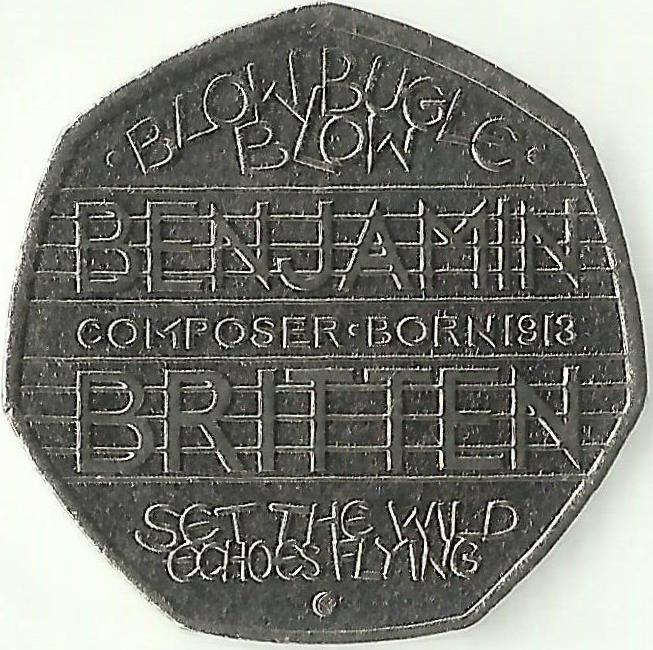 BLOW BUGLE
BLOW
BENJAMIN
COMPOSER · BORN 1913
BRITTEN
SET THE WILD
ECHOES FLYING